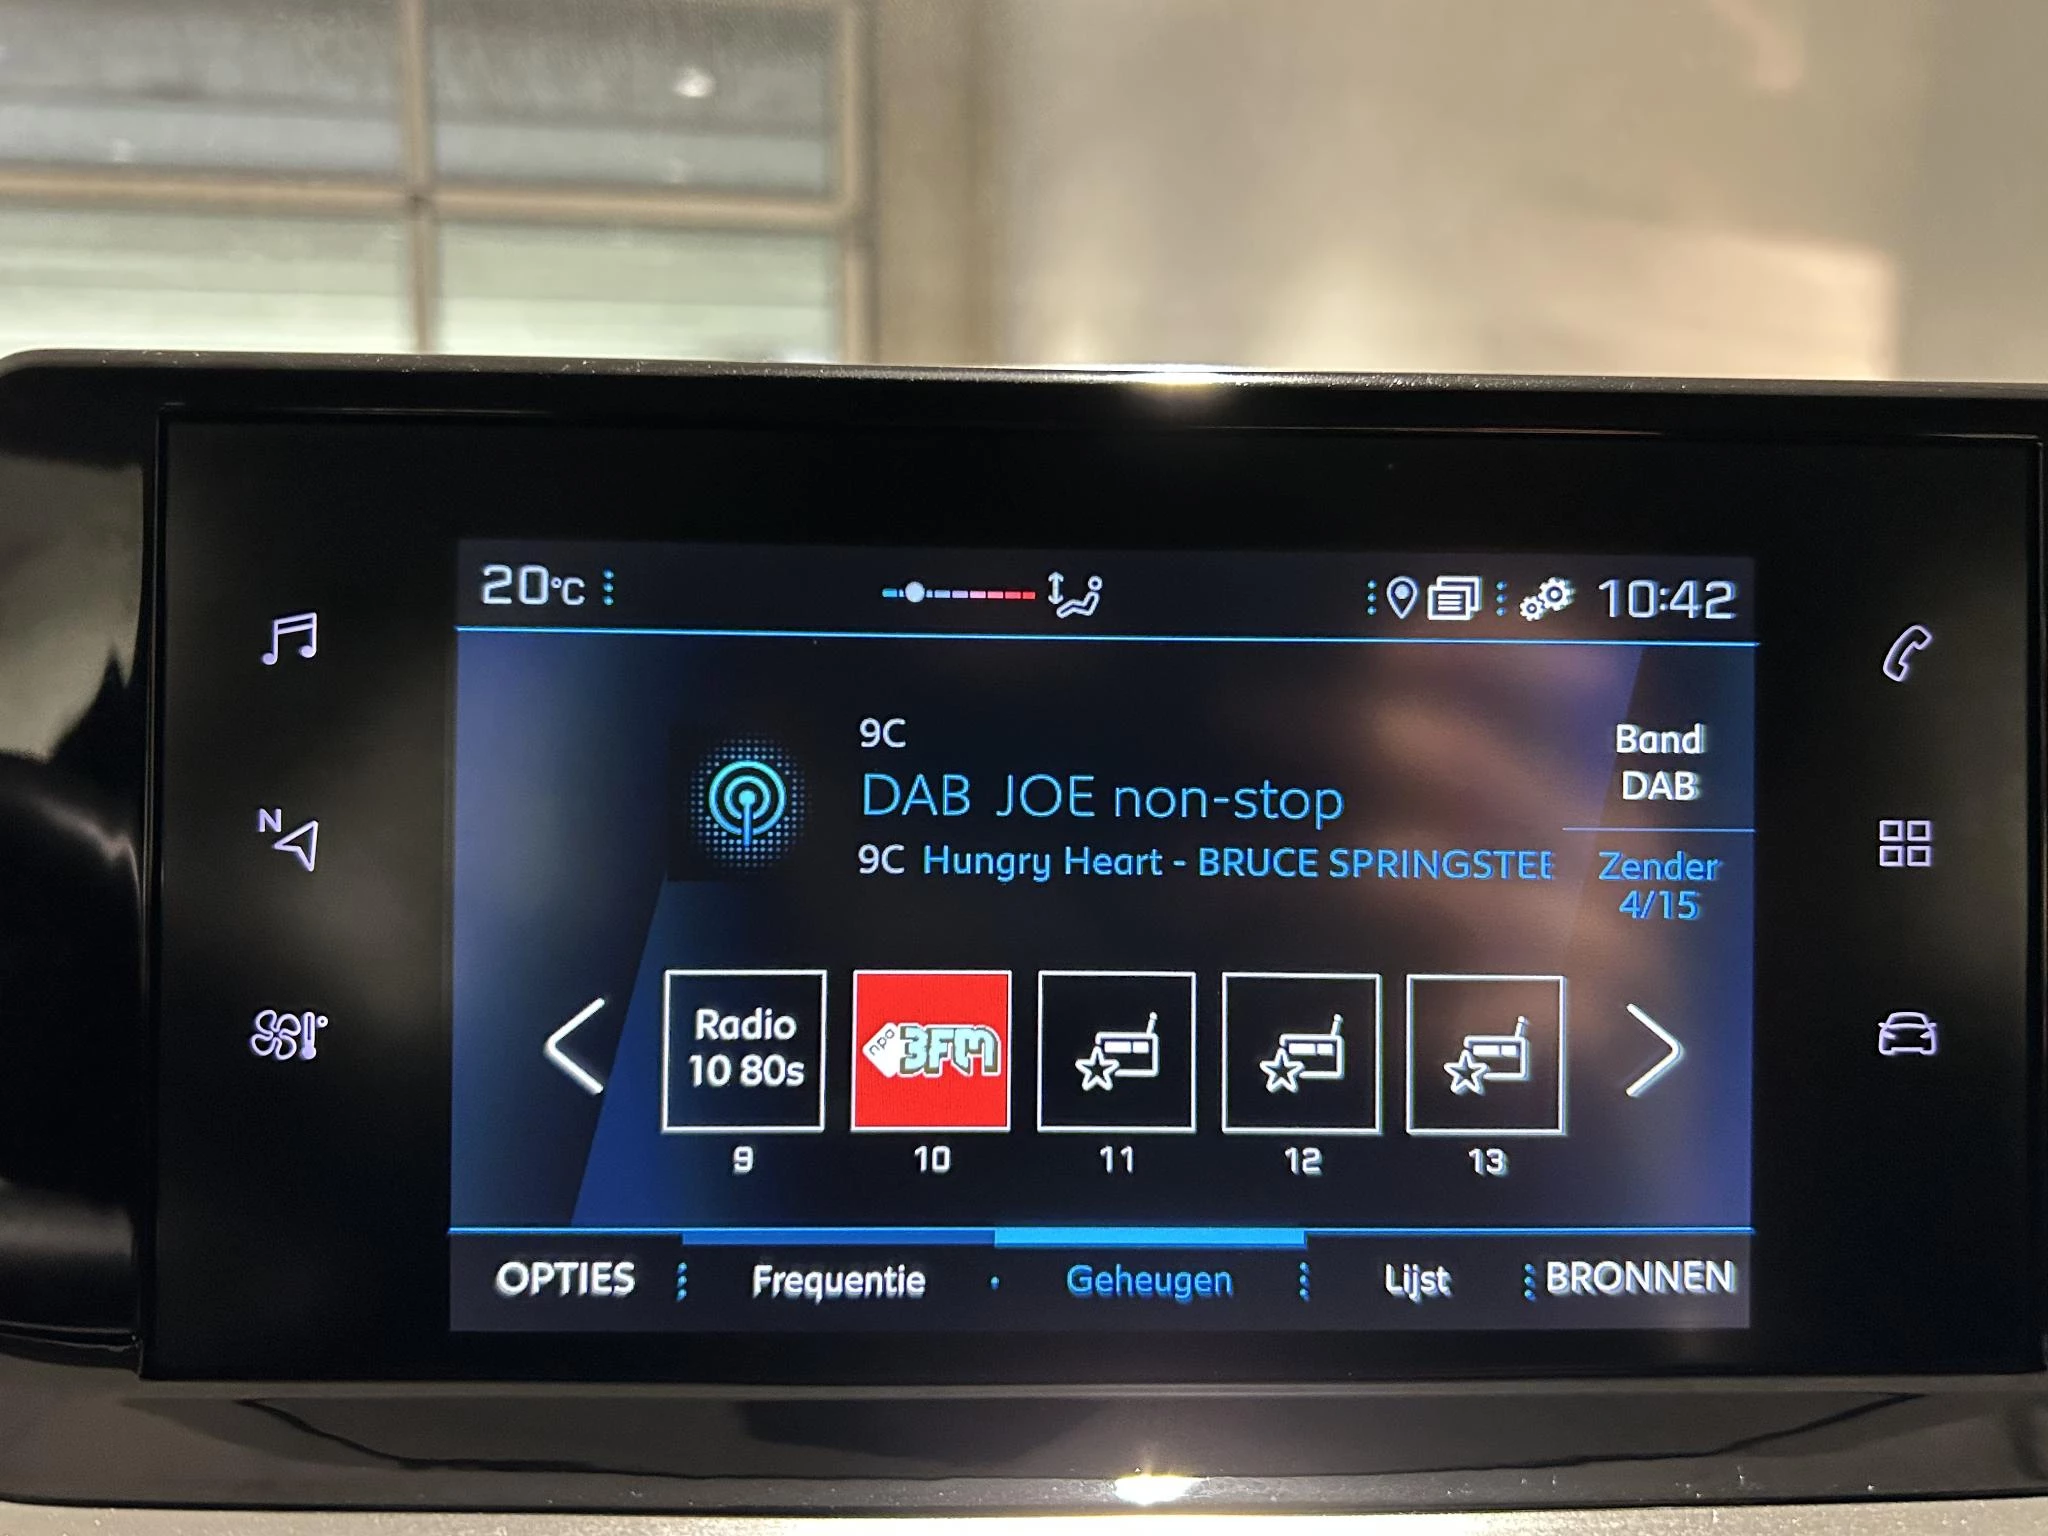 20°C
10:42
N
9C
DAB JOE non-stop
9C Hungry Heart - BRUCE SPRINGSTEE
Band
DAB
Zender
4/15
Radio
10 80s
npo 3FM
9 10 11 12 13
OPTIES Frequentie Geheugen Lijst BRONNEN